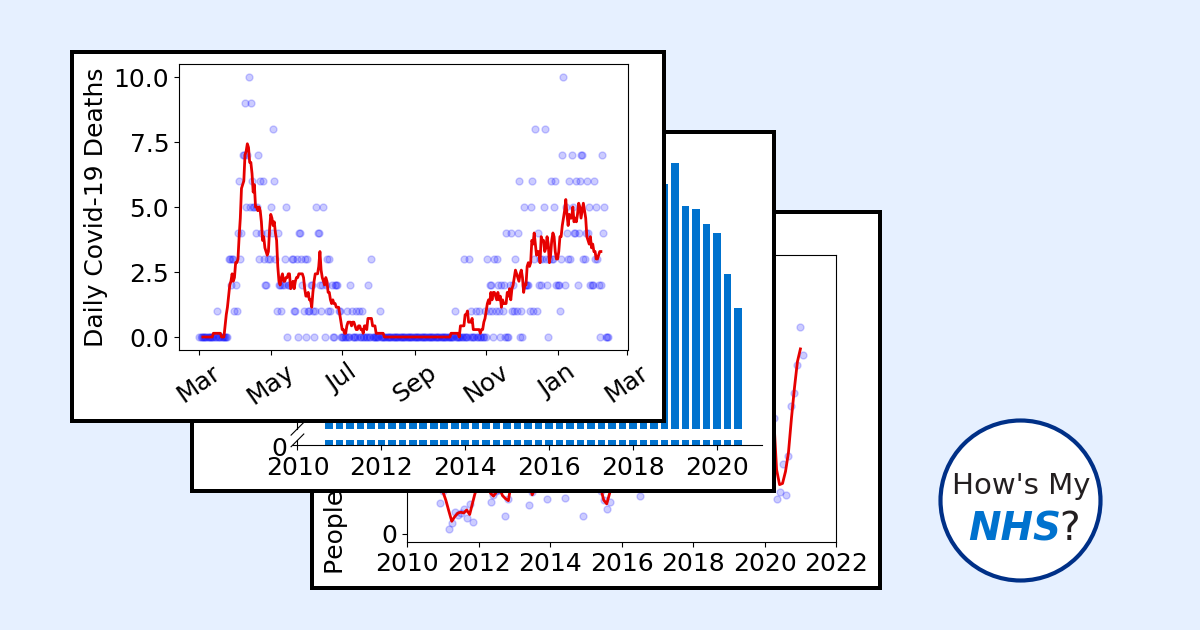 Daily Covid-19 Deaths
10.0
7.5
5.0
2.5
0.0
Mar May Jul Sep Nov Jan Mar
0
2010 2012 2014 2016 2018 2020
People
0
2010 2012 2014 2016 2018 2020 2022
How's My
NHS?